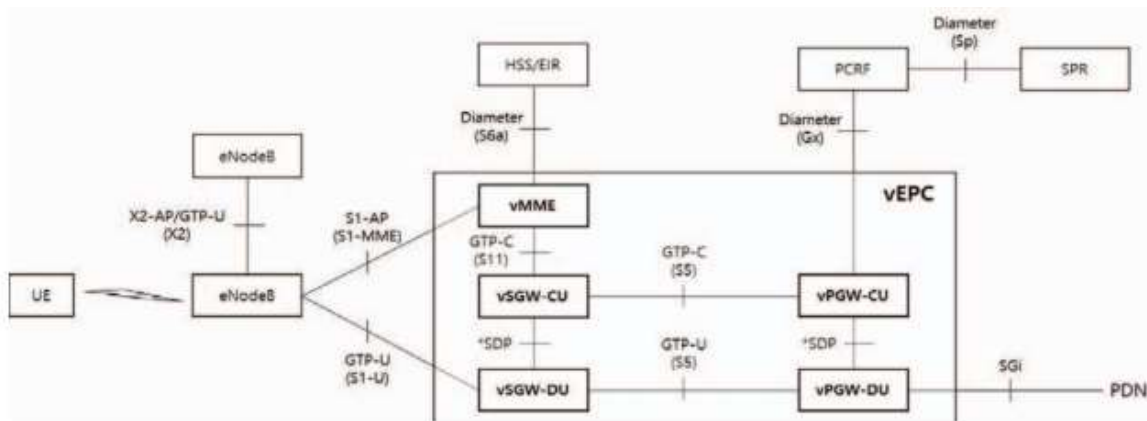 Diameter
(Sp)
HSS/EIR
PCRF
SPR
Diameter
(S6a)
Diameter
(Gx)
eNodeB
vEPC
vMME
X2-AP/GTP-U
(X2)
S1-AP
(S1-MME)
GTP-C
(S11)
GTP-C
(S5)
UE
eNodeB
vSGW-CU
vPGW-CU
*SDP
*SDP
GTP-U
(S1-U)
GTP-U
(S5)
SGi
vSGW-DU
vPGW-DU
PDN